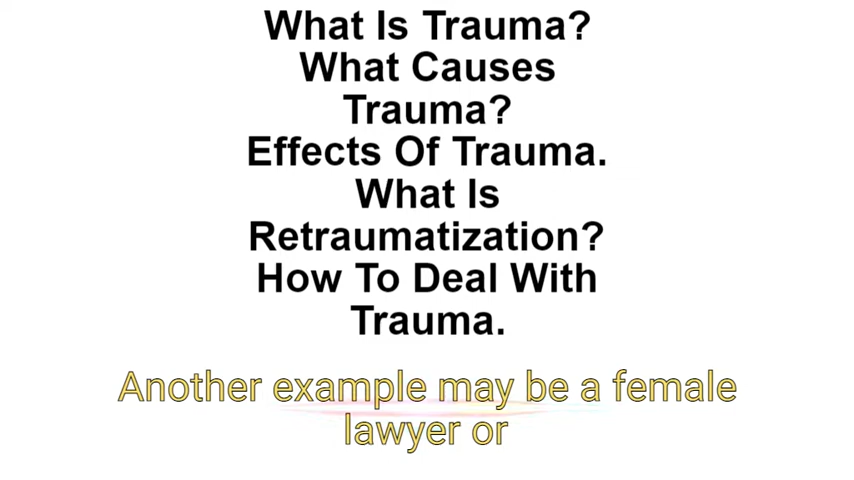 What Is Trauma?
What Causes
Trauma?
Effects Of Trauma.
What Is
Retraumatization?
How To Deal With
Trauma.
Another example may be a female
lawyer or